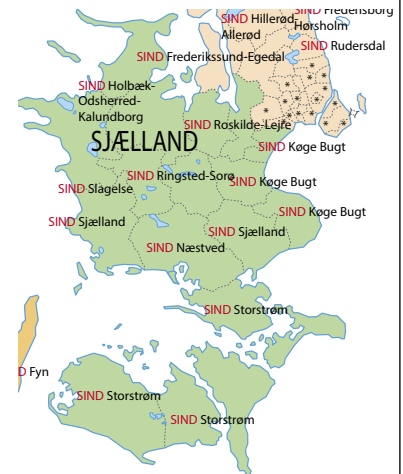 SIND Hillerød-
Allerød
Fredensborg
Hørsholm
SIND Rudersdal
SIND Frederikssund-Egedal
SIND Holbæk-
Odsherred-
Kalundborg
SJÆLLAND
SIND Roskilde-Lejre
SIND Køge Bugt
SIND Ringsted-Sorø
SIND Køge Bugt
SIND Slagelse
SIND Køge Bugt
SIND Sjælland
SIND Sjælland
SIND Næstved
SIND Storstrøm
D Fyn
SIND Storstrøm
SIND Storstrøm